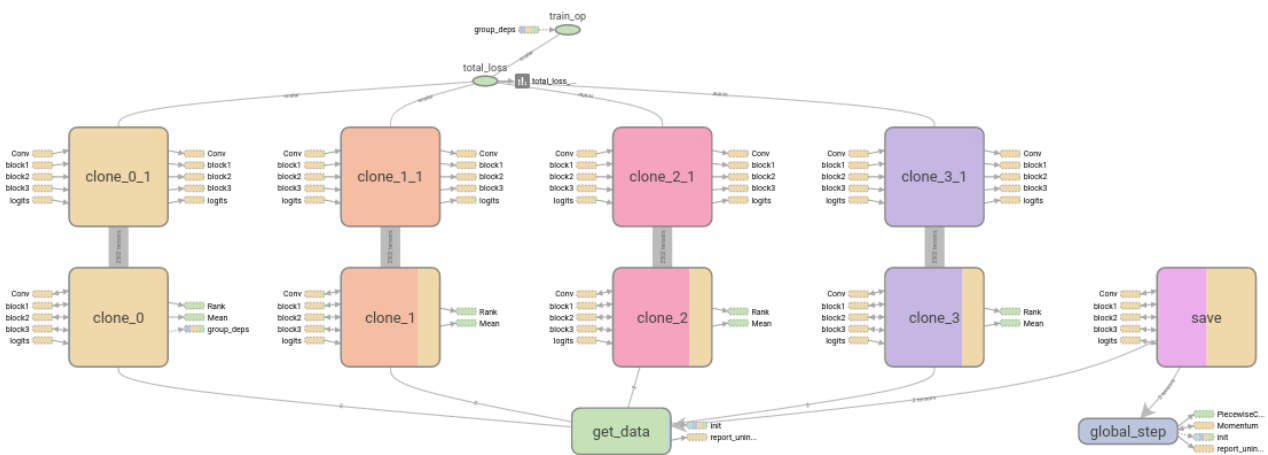 train_op
group_deps
total_loss
total_loss_...
scalar
scalar
Conv
block1
block2
block3
logits
clone_0_1
Conv
block1
block2
block3
logits
Conv
block1
block2
block3
logits
clone_1_1
Conv
block1
block2
block3
logits
Conv
block1
block2
block3
logits
clone_2_1
Conv
block1
block2
block3
logits
Conv
block1
block2
block3
logits
clone_3_1
Conv
block1
block2
block3
logits
Conv
block1
block2
block3
logits
clone_0
Rank
Mean
group_deps
Conv
block1
block2
block3
logits
clone_1
Rank
Mean
Conv
block1
block2
block3
logits
clone_2
Rank
Mean
Conv
block1
block2
block3
logits
clone_3
Rank
Mean
Conv
block1
block2
block3
logits
save
2 tensors
get_data
init
report_unin...
global_step
PiecewiseC...
Momentum
init
report_unin...